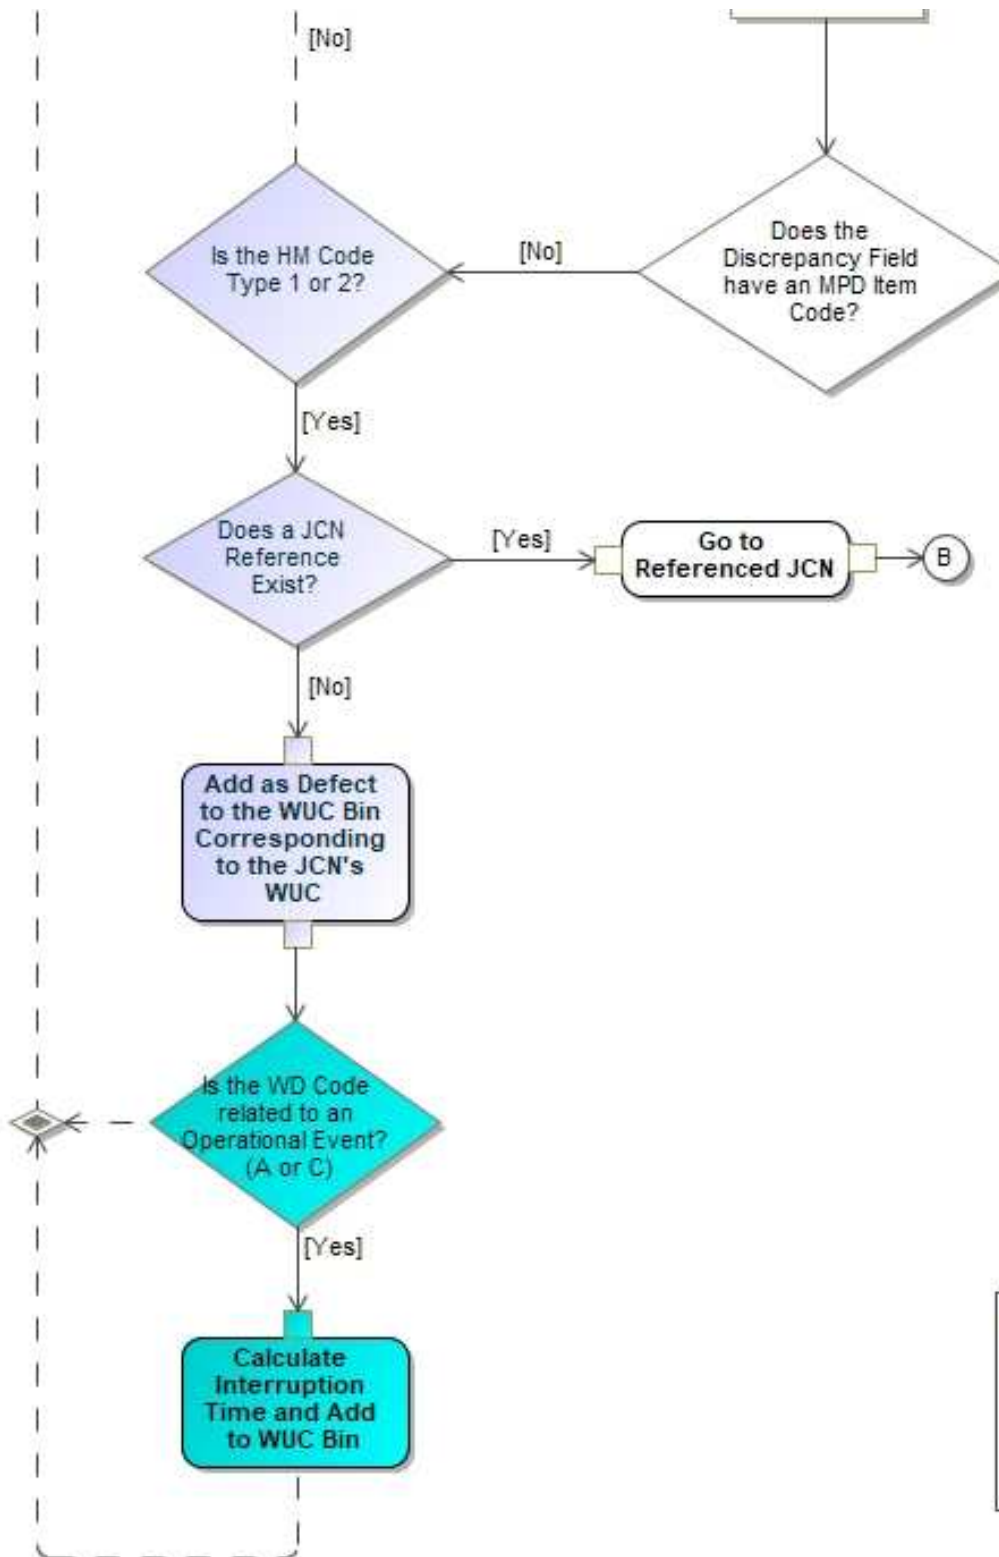 [No]
Does the
Discrepancy Field
have an MPD Item
Code?
[No]
Is the HM Code
Type 1 or 2?
[Yes]
Does a JCN
Reference
Exist?
[Yes]
Go to
Referenced JCN
B
[No]
Add as Defect
to the WUC Bin
Corresponding
to the JCN's
WUC
Is the WD Code
related to an
Operational Event?
(A or C)
[Yes]
Calculate
Interruption
Time and Add
to WUC Bin